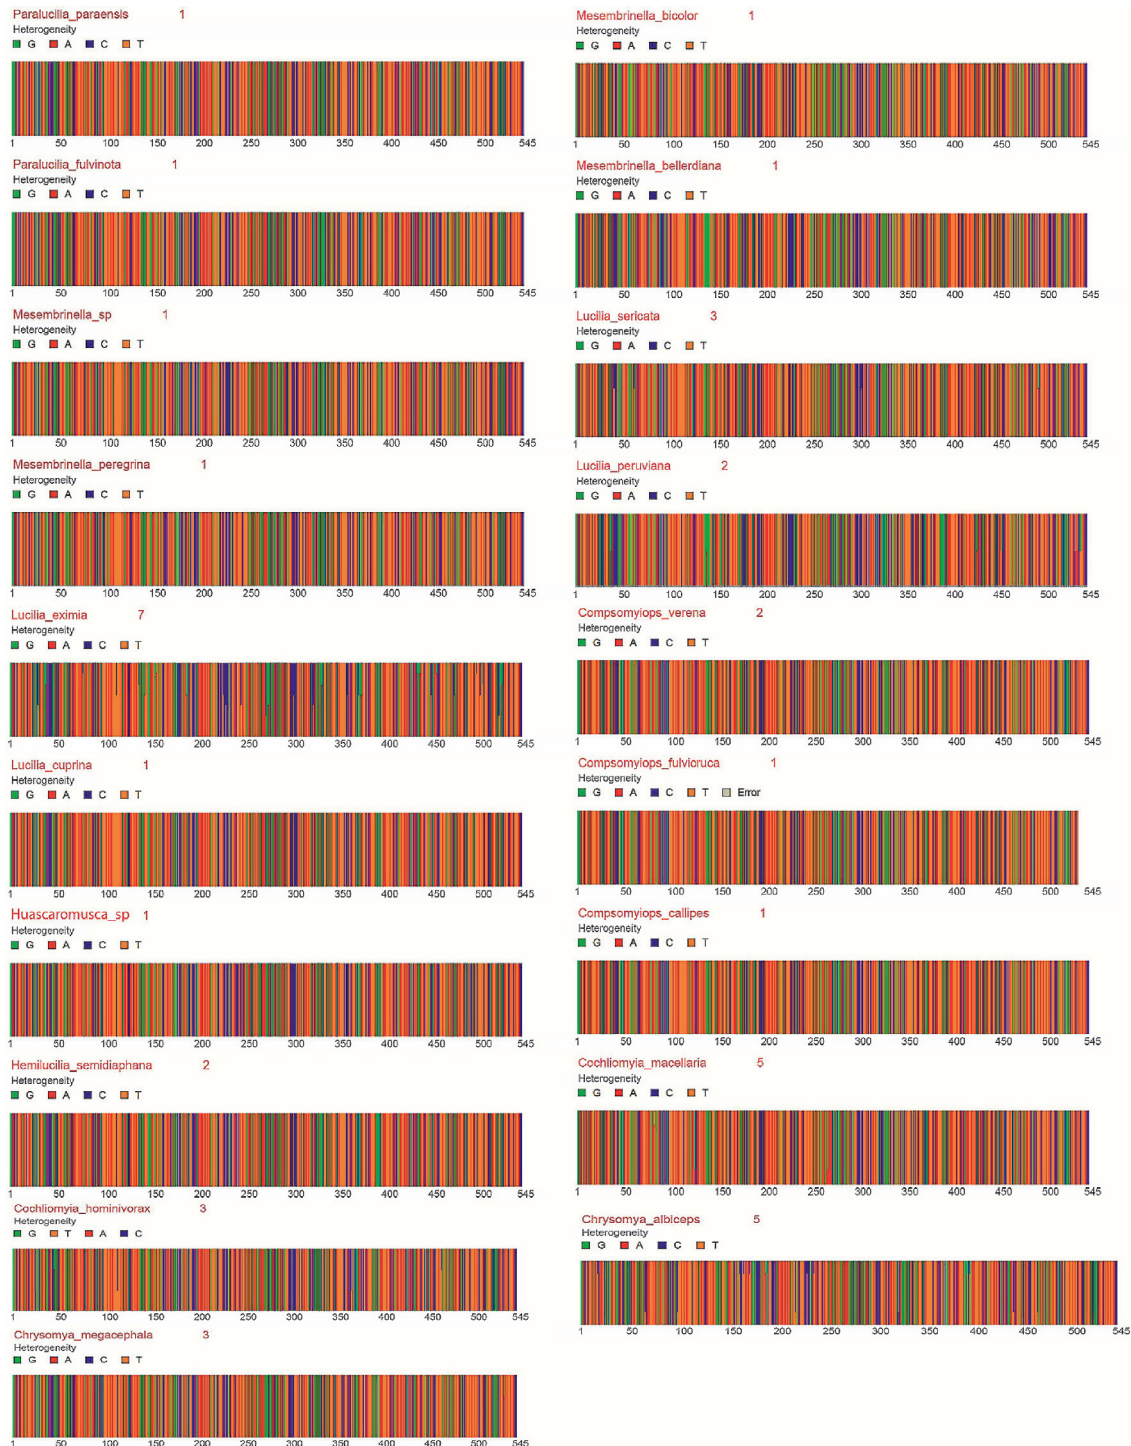 Paralucilla_paraensis 1
Heterogeneity
G A C T
1 50 100 150 200 250 300 350 400 450 500 545
Paralucilia_fulvinota 1
Heterogeneity
G A C T
1 50 100 150 200 250 300 350 400 450 500 545
Mesembrinella_sp 1
Heterogeneity
G A C T
1 50 100 150 200 250 300 350 400 450 500 545
Mesembrinella_peregrina 1
Heterogeneity
G A C T
1 50 100 150 200 250 300 350 400 450 500 545
Lucilia_eximia 7
Heterogeneity
G A C T
1 50 100 150 200 250 300 350 400 450 500 545
Lucilia_cuprina 1
Heterogeneity
G A C T
1 50 100 150 200 250 300 350 400 450 500 545
Huascaromusca_sp 1
Heterogeneity
G A C T
1 50 100 150 200 250 300 350 400 450 500 545
Hemilucilia_semidiaphana 2
Heterogeneity
G A C T
1 50 100 150 200 250 300 350 400 450 500 545
Cochliomyia_hominivorax 3
Heterogeneity
G T A C
1 50 100 150 200 250 300 350 400 450 500 545
Chrysomya_megacephala 3
Heterogeneity
G A C T
1 50 100 150 200 250 300 350 400 450 500 545
Mesembrinella_bicolor 1
Heterogeneity
G A C T
1 50 100 150 200 250 300 350 400 450 500 545
Mesembrinella_bellerdiana 1
Heterogeneity
G A C T
1 50 100 150 200 250 300 350 400 450 500 545
Lucilia_sericata 3
Heterogeneity
G A C T
1 50 100 150 200 250 300 350 400 450 500 545
Lucilia_peruviana 2
Heterogeneity
G A C T
1 50 100 150 200 250 300 350 400 450 500 545
Compsomyiops_verena 2
Heterogeneity
G A C T
1 50 100 150 200 250 300 350 400 450 500 545
Compsomyiops_fulvicruca 1
Heterogeneity
G A C T Error
1 50 100 150 200 250 300 350 400 450 500 545
Compsomyiops_callipes 1
Heterogeneity
G A C T
1 50 100 150 200 250 300 350 400 450 500 545
Cochliomyia_macellaria 5
Heterogeneity
G A C T
1 50 100 150 200 250 300 350 400 450 500 545
Chrysomya_albiceps 5
Heterogeneity
G A C T
1 50 100 150 200 250 300 350 400 450 500 545